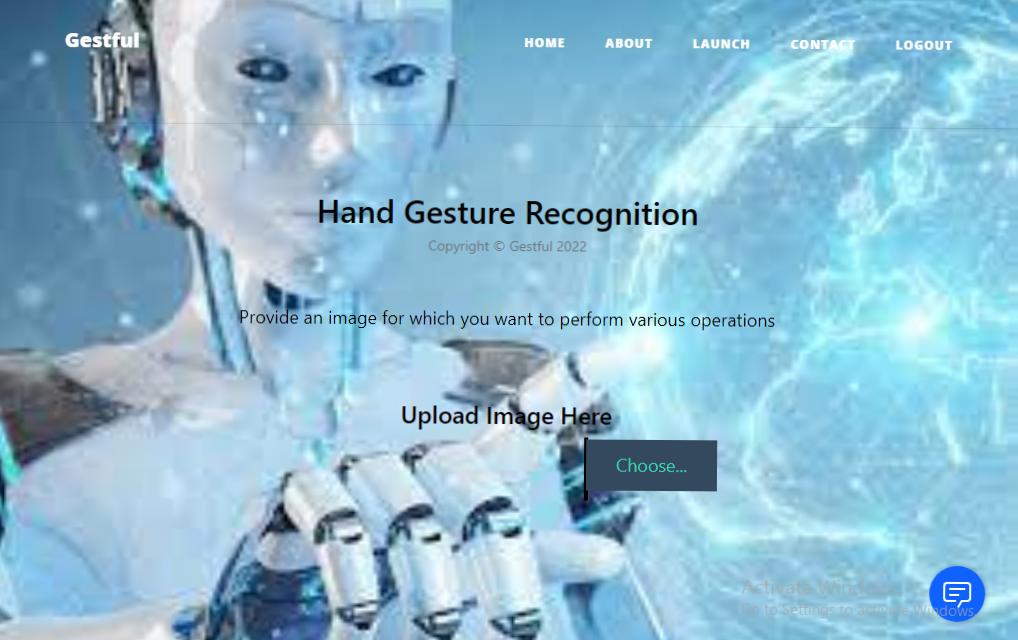 Gestful
HOME ABOUT LAUNCH CONTACT LOGOUT
Hand Gesture Recognition
Copyright © Gestful 2022
Provide an image for which you want to perform various operations
Upload Image Here
Choose...
Activate Windows
Go to Settings to activate Windows.